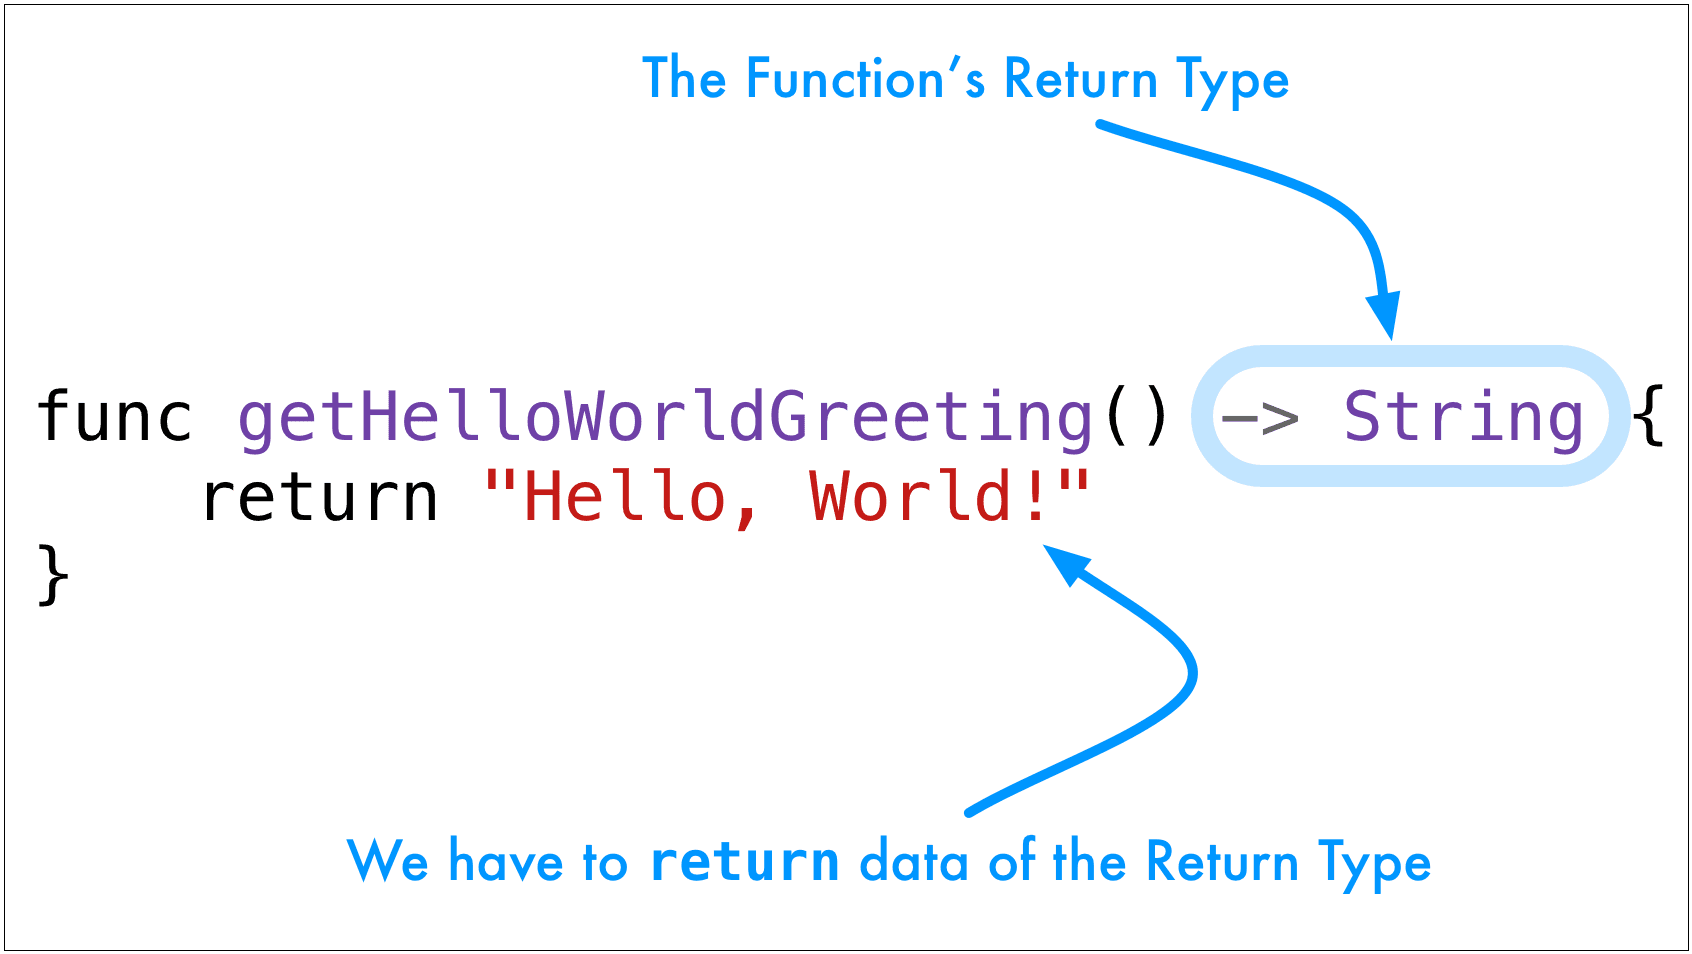 The Function’s Return Type
func getHelloWorldGreeting() -> String {
    return "Hello, World!"
}
We have to return data of the Return Type